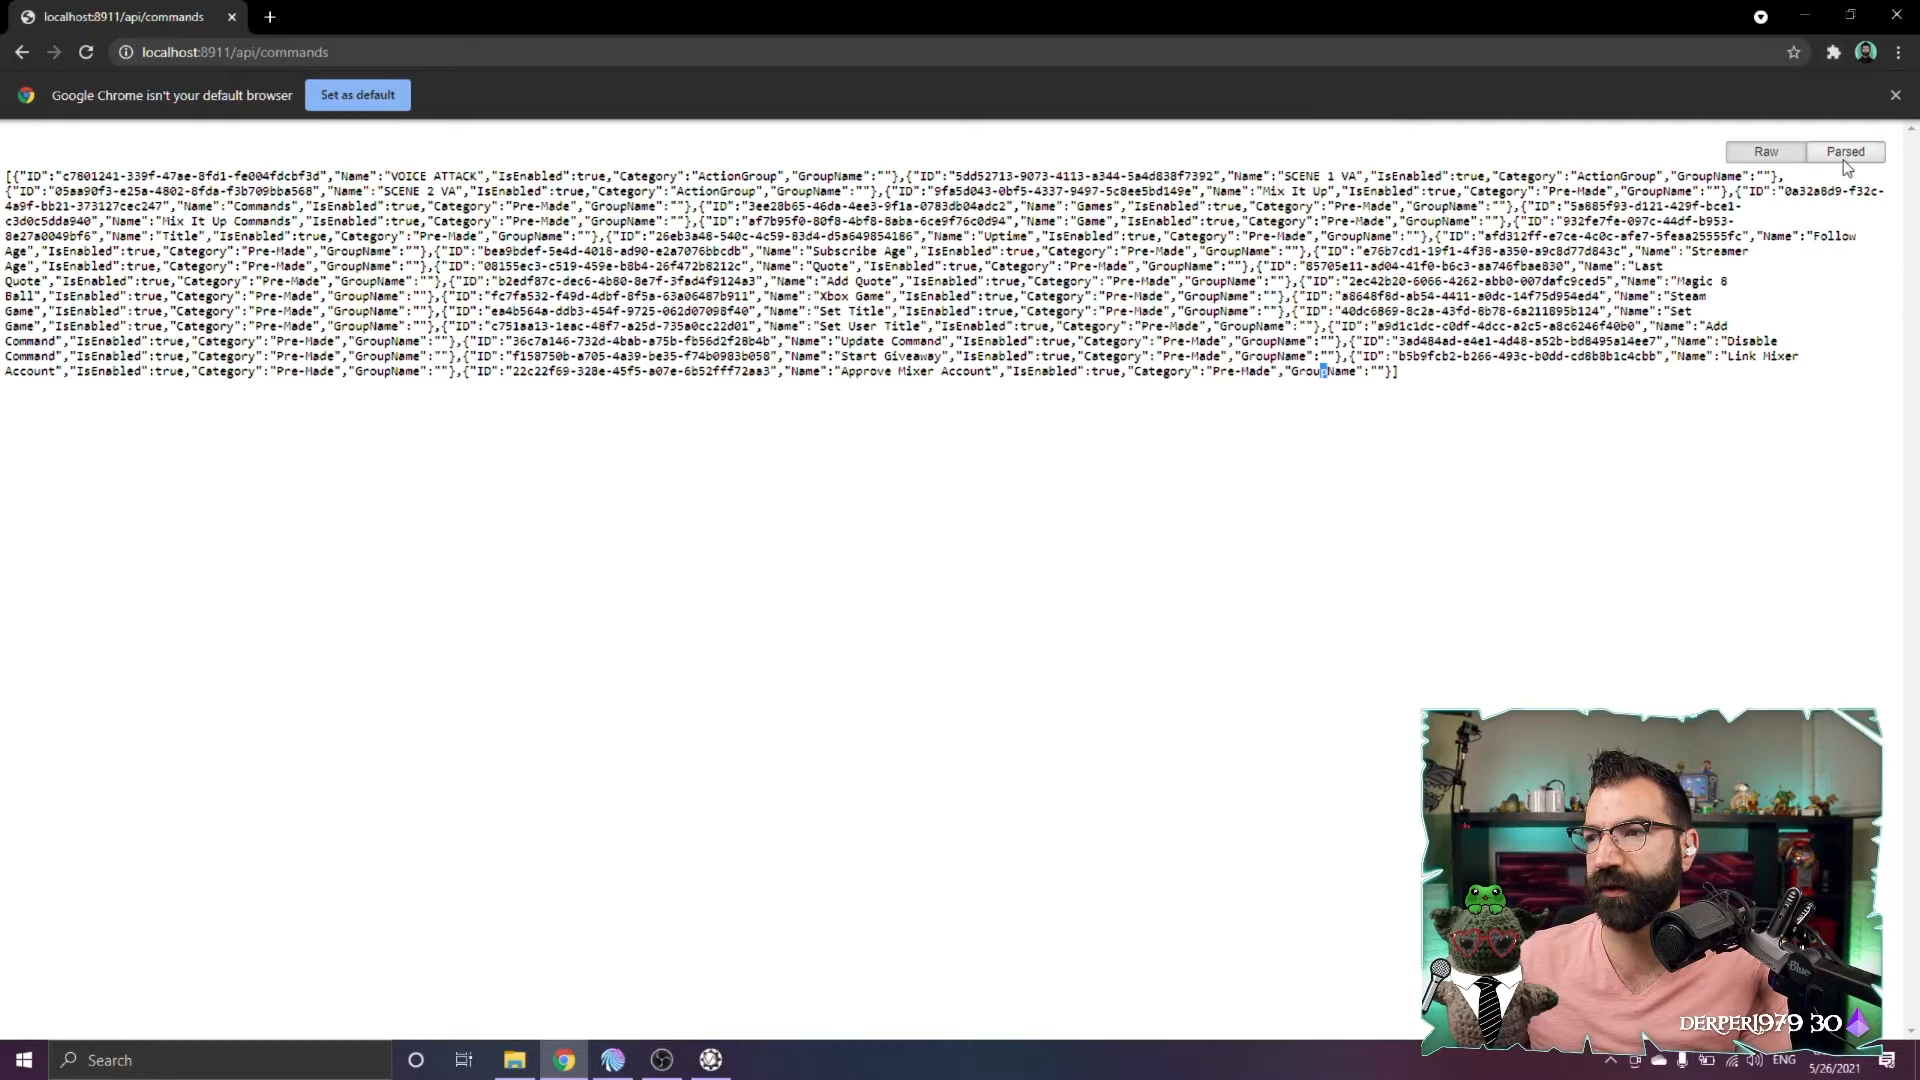 localhost:8911/api/commands
localhost:8911/api/commands
Google Chrome isn't your default browser
Set as default
Raw
Parsed
[{"ID":"c7801241-339f-47ae-8fd1-fe004fdcbf3d","Name":"VOICE ATTACK","IsEnabled":true,"Category":"ActionGroup","GroupName":""},{"ID":"5dd52713-9073-4113-a344-5a4d838f7392","Name":"SCENE 1 VA","IsEnabled":true,"Category":"ActionGroup","GroupName":""},
{"ID":"05aa90f3-e25a-4802-8fda-f3b709bba568","Name":"SCENE 2 VA","IsEnabled":true,"Category":"ActionGroup","GroupName":""},{"ID":"9fa5d043-0bf5-4337-9497-5c8ee5bd149e","Name":"Mix It Up","IsEnabled":true,"Category":"Pre-Made","GroupName":""},{"ID":"0a32a8d9-f32c-
4a9f-bb21-373127cec247","Name":"Commands","IsEnabled":true,"Category":"Pre-Made","GroupName":""},{"ID":"3ee28b65-46da-4ee3-9f1a-0783db04adc2","Name":"Games","IsEnabled":true,"Category":"Pre-Made","GroupName":""},{"ID":"5a885f93-d121-429f-bce1-
c3d0c5dda940","Name":"Mix It Up Commands","IsEnabled":true,"Category":"Pre-Made","GroupName":""},{"ID":"af7b95f0-80f8-4bf8-8aba-6ce9f76c0d94","Name":"Game","IsEnabled":true,"Category":"Pre-Made","GroupName":""},{"ID":"932fe7fe-097c-44df-b953-
8e27a0049bf6","Name":"Title","IsEnabled":true,"Category":"Pre-Made","GroupName":""},{"ID":"26eb3a48-540c-4c59-83d4-d5a649854186","Name":"Uptime","IsEnabled":true,"Category":"Pre-Made","GroupName":""},{"ID":"afd312ff-e7ce-4c0c-afe7-5feaa25555fc","Name":"Follow
Age","IsEnabled":true,"Category":"Pre-Made","GroupName":""},{"ID":"bea9bdef-5e4d-4018-ad90-e2a7076bbcdb","Name":"Subscribe Age","IsEnabled":true,"Category":"Pre-Made","GroupName":""},{"ID":"e76b7cd1-19f1-4f38-a350-a9c8d77d843c","Name":"Streamer
Age","IsEnabled":true,"Category":"Pre-Made","GroupName":""},{"ID":"08155ec3-c519-459e-b8b4-26f472b8212c","Name":"Quote","IsEnabled":true,"Category":"Pre-Made","GroupName":""},{"ID":"85705e11-ad04-41f0-b6c3-aa746fbae830","Name":"Last
Quote","IsEnabled":true,"Category":"Pre-Made","GroupName":""},{"ID":"b2edf87c-dec6-4b80-8e7f-3fad4f9124a3","Name":"Add Quote","IsEnabled":true,"Category":"Pre-Made","GroupName":""},{"ID":"2ec42b20-6066-4262-abb0-007dafc9ced5","Name":"Magic 8
Ball","IsEnabled":true,"Category":"Pre-Made","GroupName":""},{"ID":"fc7fa532-f49d-4dbf-8f5a-63a06487b911","Name":"Xbox Game","IsEnabled":true,"Category":"Pre-Made","GroupName":""},{"ID":"a8648f8d-ab54-4411-a0dc-14f75d954ed4","Name":"Steam
Game","IsEnabled":true,"Category":"Pre-Made","GroupName":""},{"ID":"ea4b564a-ddb3-454f-9725-062d07098f40","Name":"Set Title","IsEnabled":true,"Category":"Pre-Made","GroupName":""},{"ID":"40dc6869-8c2a-43fd-8b78-6a211895b124","Name":"Set
Game","IsEnabled":true,"Category":"Pre-Made","GroupName":""},{"ID":"c751aa13-1eac-48f7-a25d-735a0cc22d01","Name":"Set User Title","IsEnabled":true,"Category":"Pre-Made","GroupName":""},{"ID":"a9d1c1dc-c0df-4dcc-a2c5-a8c6246f40b0","Name":"Add
Command","IsEnabled":true,"Category":"Pre-Made","GroupName":""},{"ID":"36c7a146-732d-4bab-a75b-fb56d2f28b4b","Name":"Update Command","IsEnabled":true,"Category":"Pre-Made","GroupName":""},{"ID":"3ad484ad-e4e1-4d48-a52b-bd8495a14ee7","Name":"Disable
Command","IsEnabled":true,"Category":"Pre-Made","GroupName":""},{"ID":"f158750b-a705-4a39-be35-f74b0983b058","Name":"Start Giveaway","IsEnabled":true,"Category":"Pre-Made","GroupName":""},{"ID":"b5b9fcb2-b266-493c-b0dd-cd8b8b1c4cbb","Name":"Link Mixer
Account","IsEnabled":true,"Category":"Pre-Made","GroupName":""},{"ID":"22c22f69-328e-45f5-a07e-6b52fff72aa3","Name":"Approve Mixer Account","IsEnabled":true,"Category":"Pre-Made","GroupName":""}]
Blue
DERPER1979 30
Search
ENG
5/26/2021